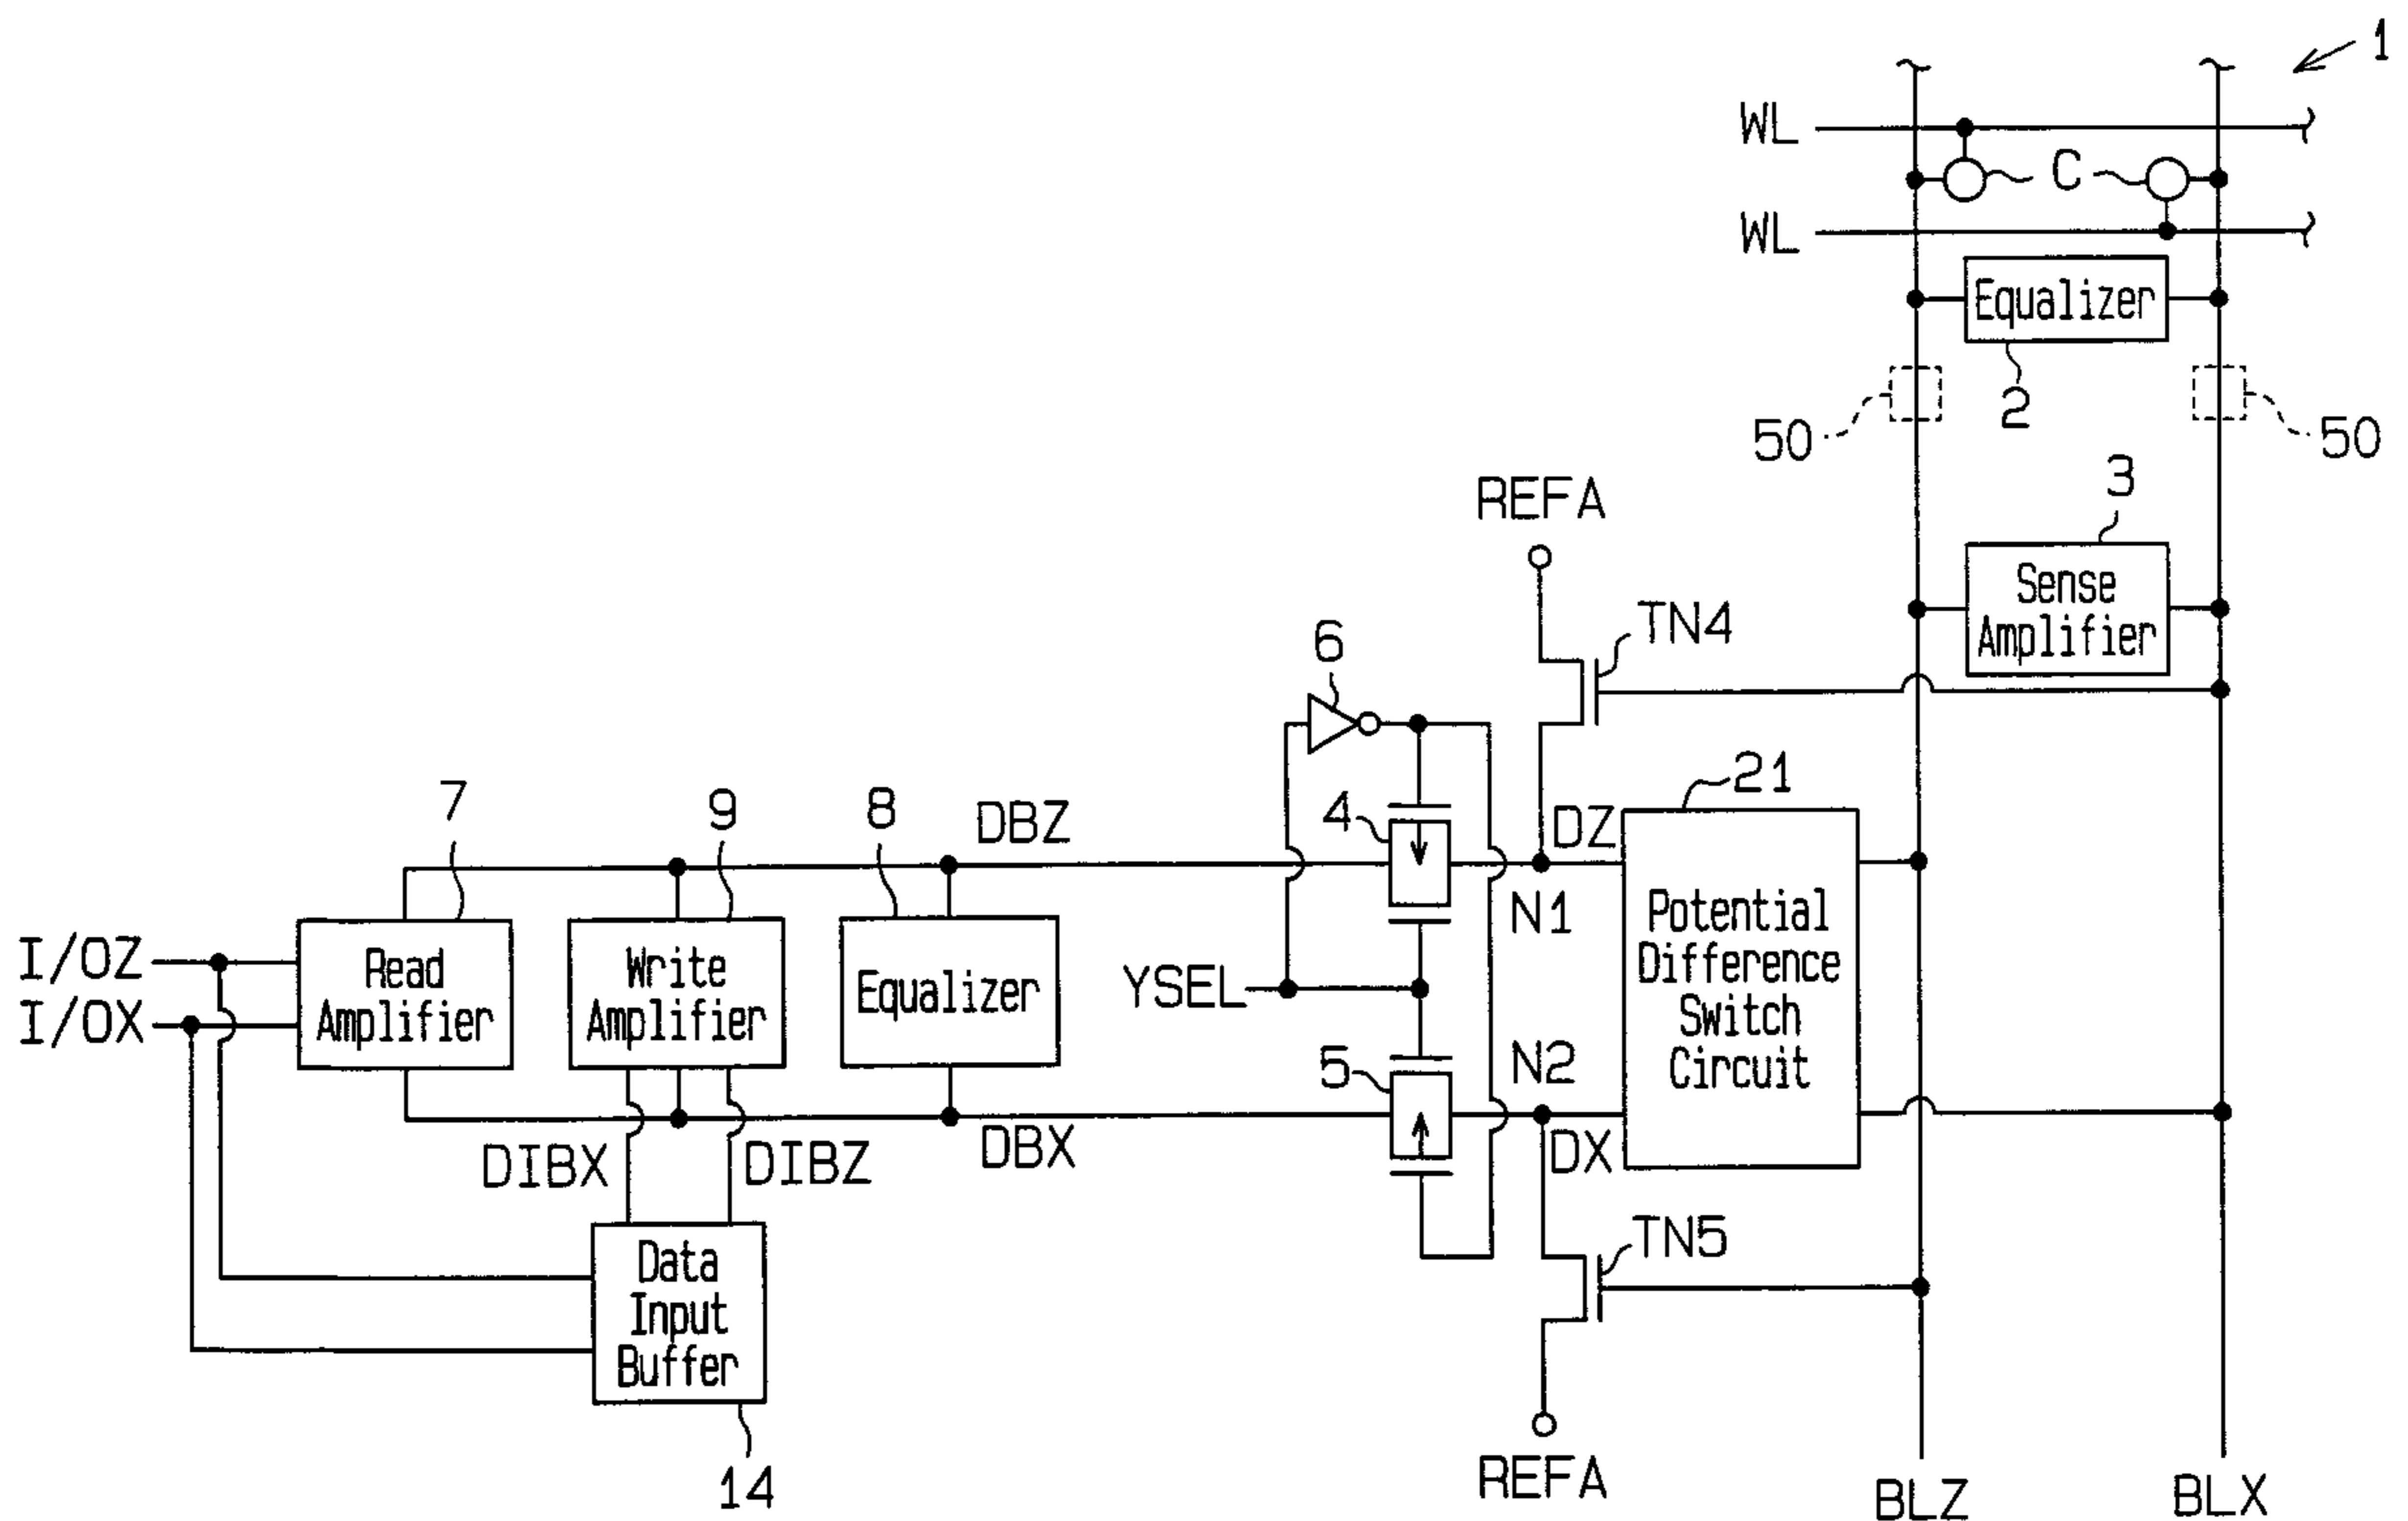 1
WL
C
WL
Equalizer
2
50
50
REFA
3
Sense
Amplifier
TN4
6
21
7
9
8
DBZ
4
DZ
N1
Potential
Difference
Switch
Circuit
I/OZ
I/OX
Read
Amplifier
Write
Amplifier
Equalizer
YSEL
5
N2
DX
DIBX
DIBZ
DBX
TN5
Data
Input
Buffer
14
REFA
BLZ
BLX